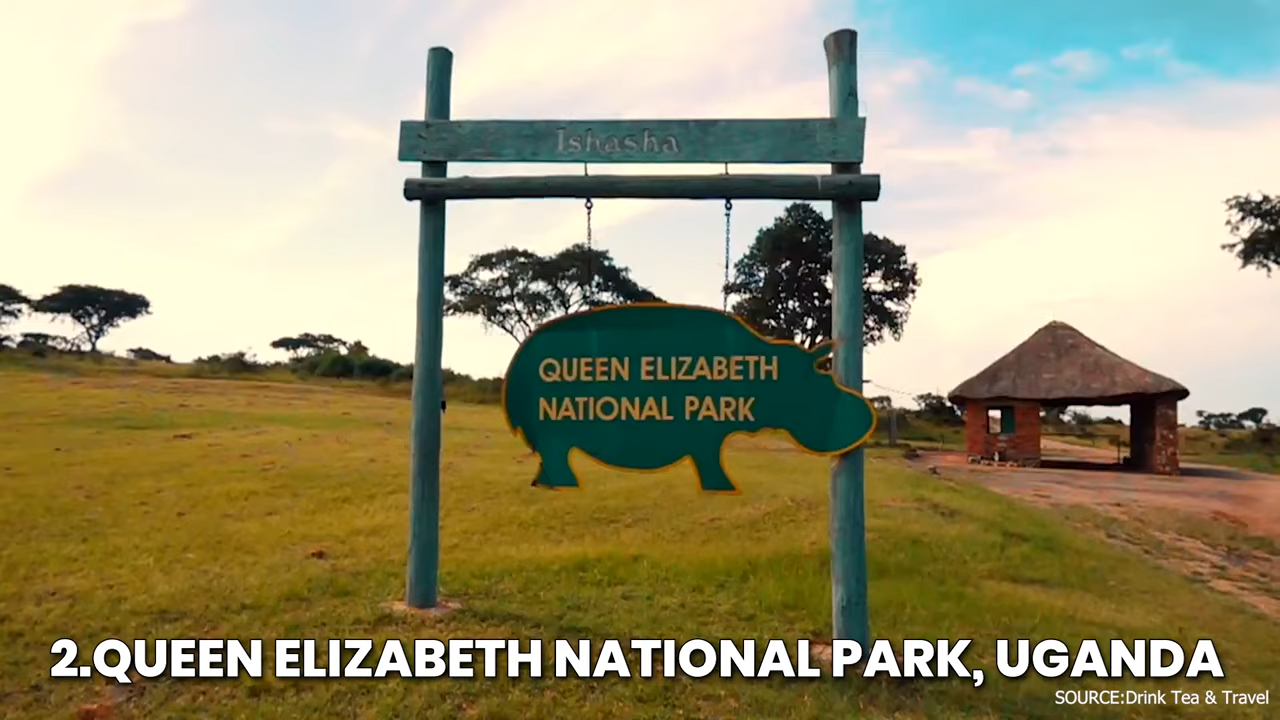 Ishasha
QUEEN ELIZABETH
NATIONAL PARK
2.QUEEN ELIZABETH NATIONAL PARK, UGANDA
SOURCE:Drink Tea & Travel